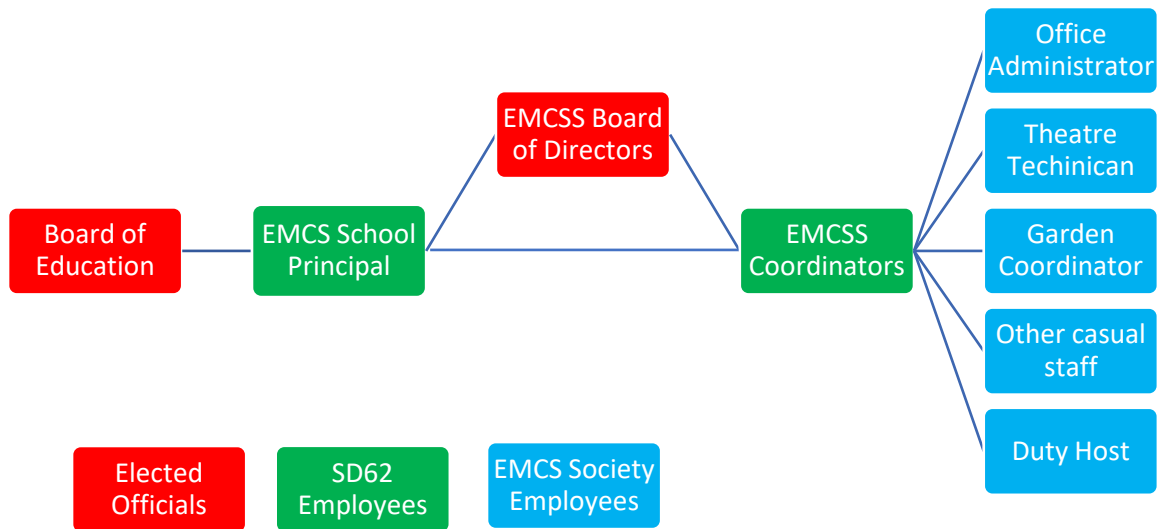 Board of
Education
EMCS School
Principal
EMCSS Board
of Directors
EMCSS
Coordinators
Office
Administrator
Theatre
Techinican
Garden
Coordinator
Other casual
staff
Duty Host
Elected
Officials
SD62
Employees
EMCS Society
Employees